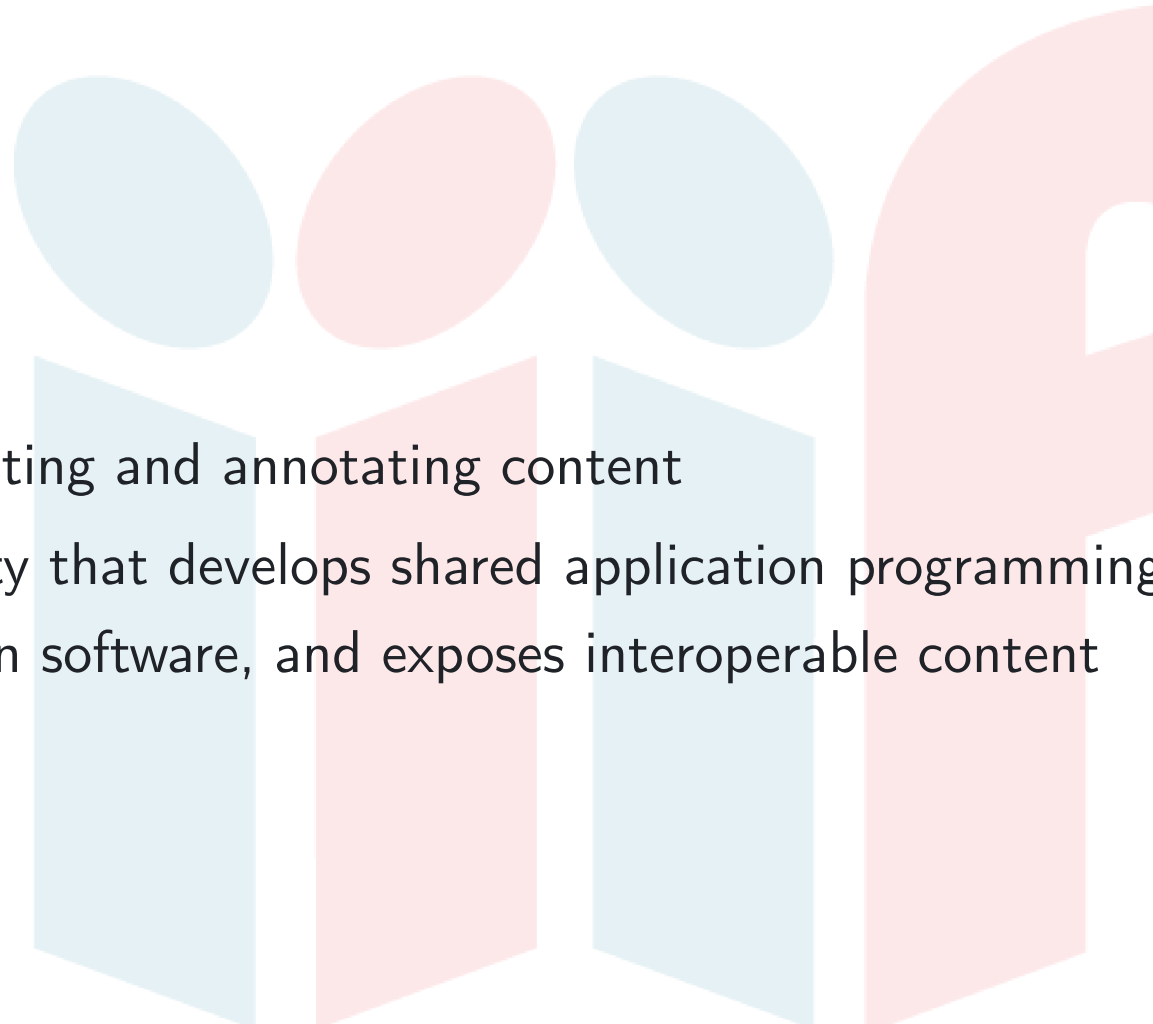 ting and annotating content
ty that develops shared application programming
n software, and exposes interoperable content